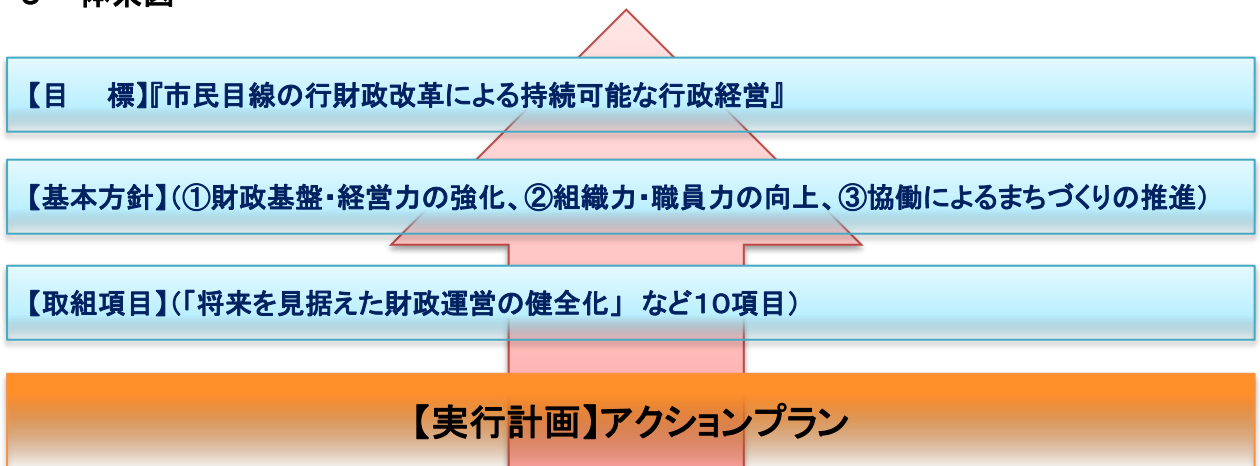 【目　標】『市民目線の行財政改革による持続可能な行政経営』
【基本方針】（①財政基盤・経営力の強化、②組織力・職員力の向上、③協働によるまちづくりの推進）
【取組項目】（「将来を見据えた財政運営の健全化」 など１０項目）
【実行計画】アクションプラン